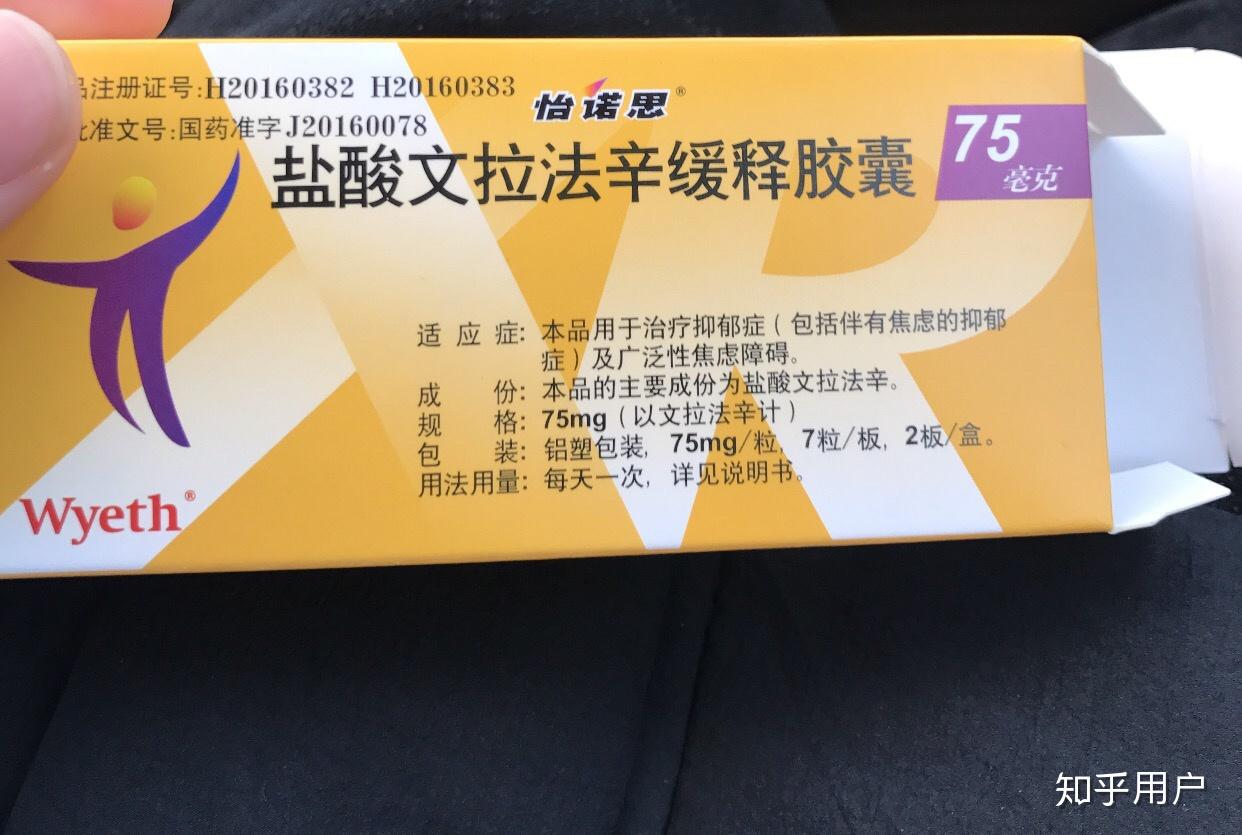 品注册证号:H20160382 H20160383
批准文号:国药准字J20160078
怡诺思®
盐酸文拉法辛缓释胶囊
75
毫克
XR
适应症: 本品用于治疗抑郁症（包括伴有焦虑的抑郁
症）及广泛性焦虑障碍。
成份: 本品的主要成份为盐酸文拉法辛。
规格: 75mg（以文拉法辛计）
包装: 铝塑包装, 75mg/粒, 7粒/板, 2板/盒。
用法用量: 每天一次, 详见说明书。
Wyeth®
知乎用户